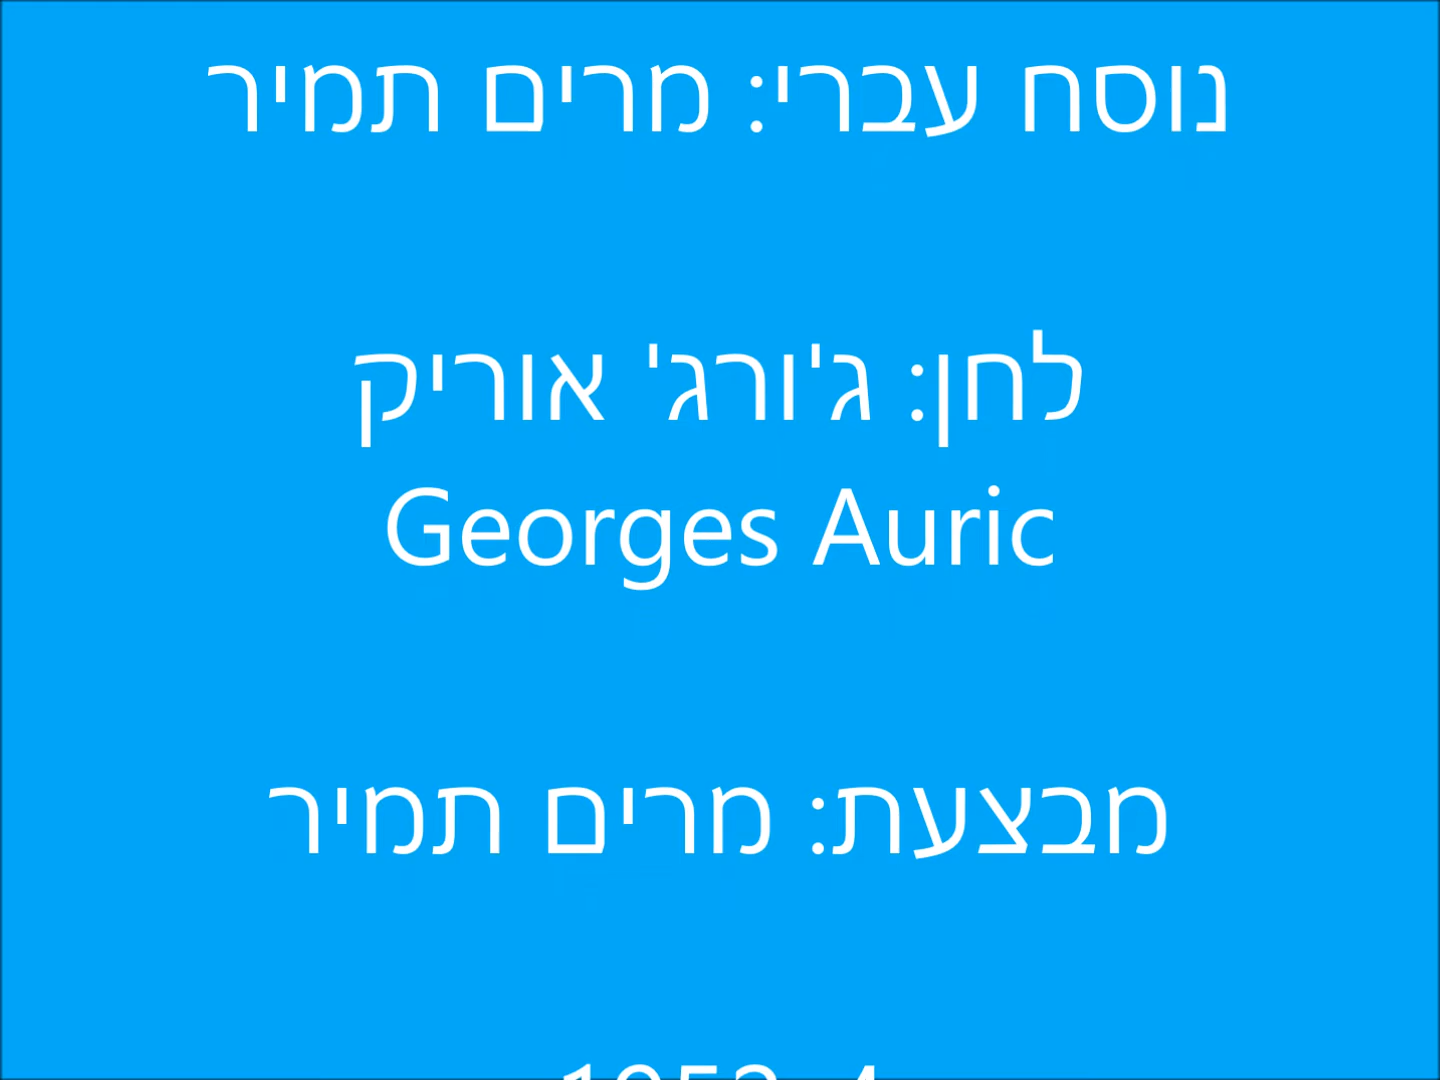 נוסח עברי: מרים תמיר
לחן: ג'ורג' אוריק
Georges Auric
מבצעת: מרים תמיר